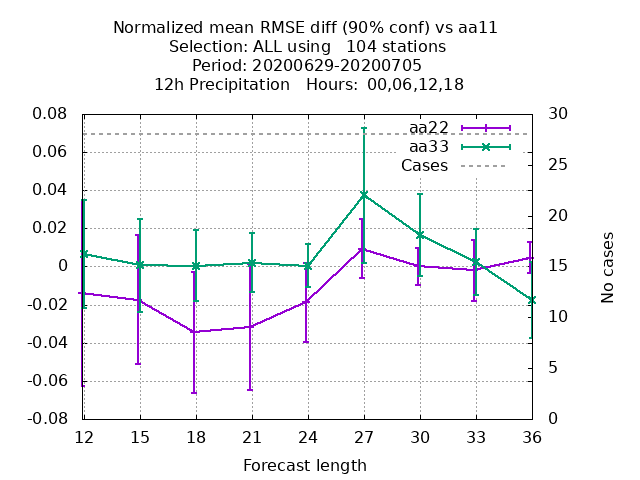 Normalized mean RMSE diff (90% conf) vs aa11
Selection: ALL using   104 stations
Period: 20200629-20200705
12h Precipitation   Hours: 00,06,12,18
aa22
aa33
Cases
0.08
0.06
0.04
0.02
0
-0.02
-0.04
-0.06
-0.08
30
25
20
15
10
5
0
No cases
12 15 18 21 24 27 30 33 36
Forecast length